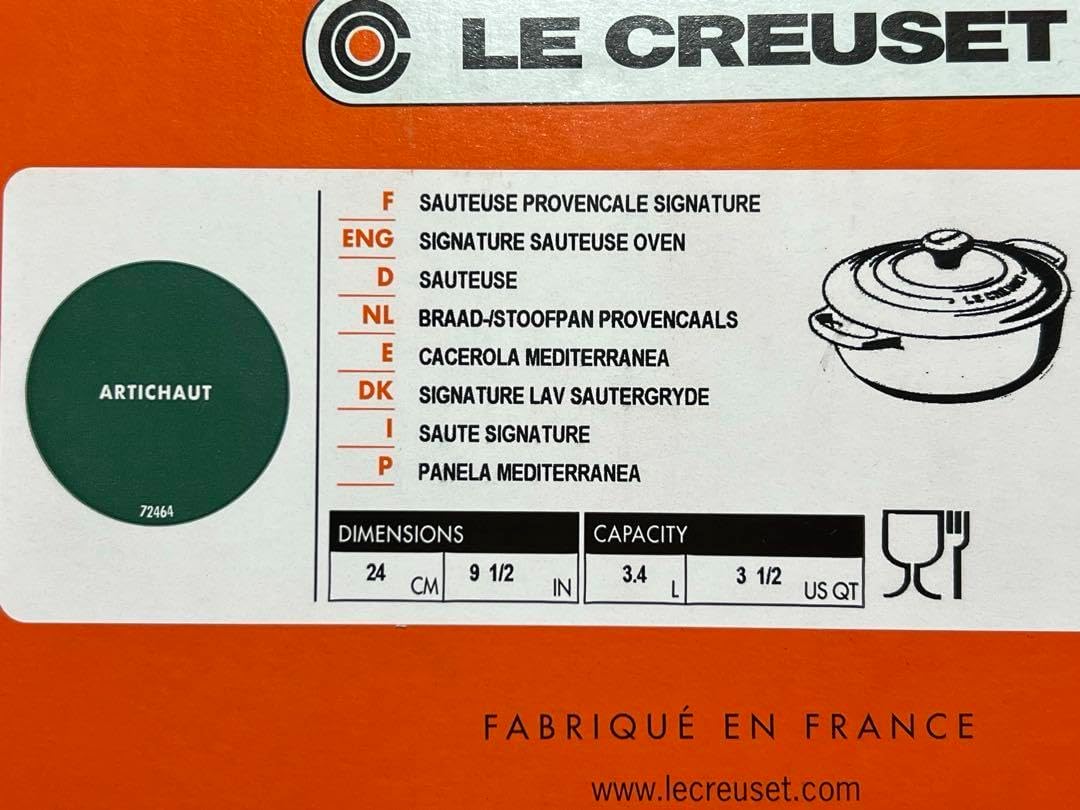 LE CREUSET
F SAUTEUSE PROVENCALE SIGNATURE
ENG SIGNATURE SAUTEUSE OVEN
D SAUTEUSE
NL BRAAD-/STOOFPAN PROVENCAALS
E CACEROLA MEDITERRANEA
DK SIGNATURE LAV SAUTERGRYDE
I SAUTE SIGNATURE
P PANELA MEDITERRANEA
ARTICHAUT
72464
LE CREUSET
DIMENSIONS
24 CM 9 1/2 IN
CAPACITY
3.4 L 3 1/2 US QT
FABRIQUÉ EN FRANCE
www.lecreuset.com